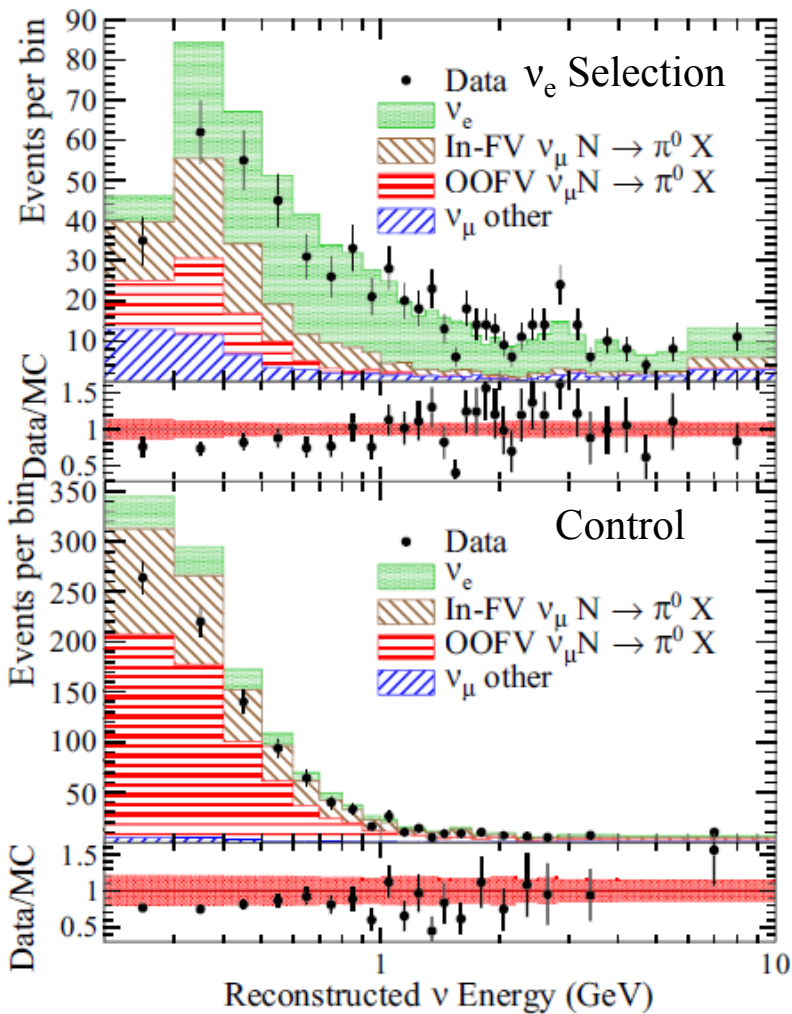 90
80
70
60
50
40
30
20
10
Events per bin
νe Selection
Data
νe
In-FV νμ N → π⁰ X
OOFV νμN → π⁰ X
νμ other
1.5
1
0.5
Data/MC
350
300
250
200
150
100
50
Events per bin
Control
Data
νe
In-FV νμ N → π⁰ X
OOFV νμN → π⁰ X
νμ other
1.5
1
0.5
Data/MC
1
10
Reconstructed ν Energy (GeV)